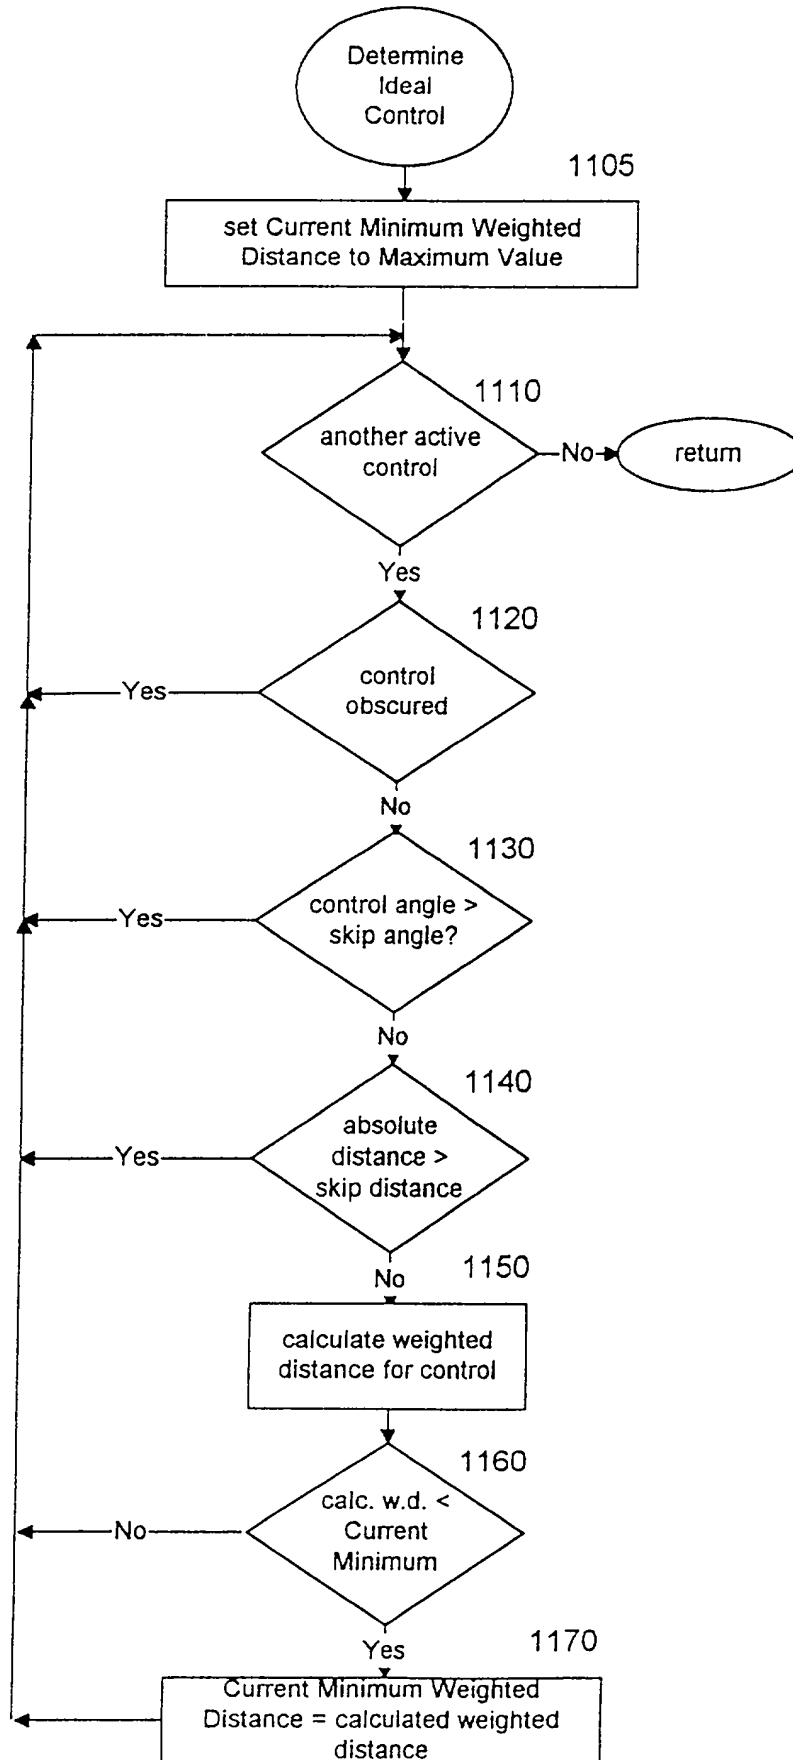 Determine
Ideal
Control
1105
set Current Minimum Weighted
Distance to Maximum Value
1110
another active
control
No
return
Yes
1120
control
obscured
Yes
No
1130
control angle >
skip angle?
Yes
No
1140
absolute
distance >
skip distance
Yes
No
1150
calculate weighted
distance for control
1160
calc. w.d. <
Current
Minimum
No
Yes
1170
Current Minimum Weighted
Distance = calculated weighted
distance